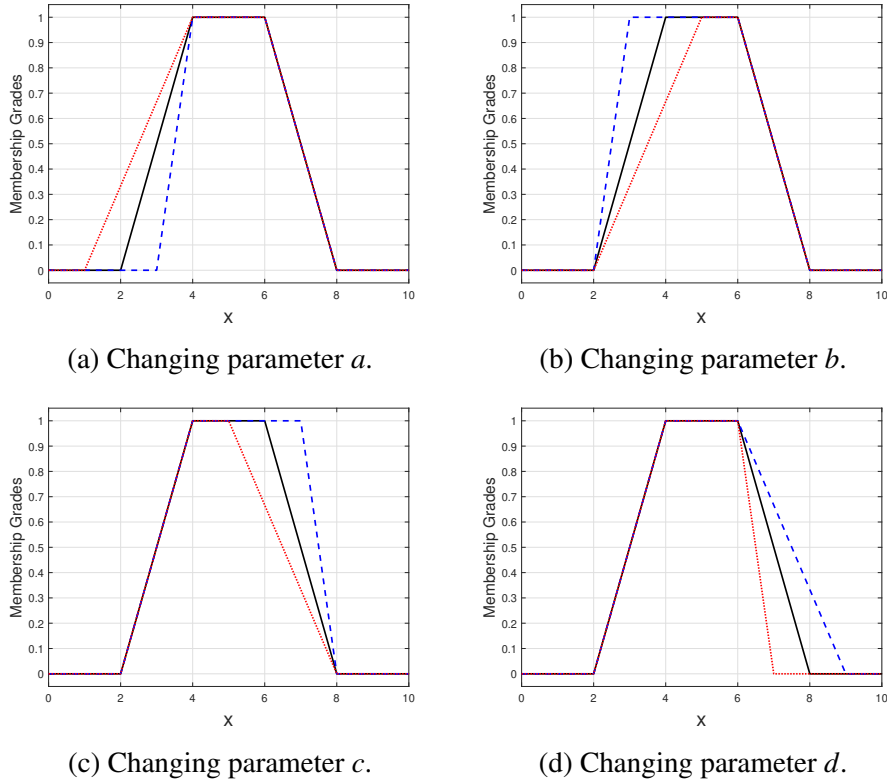 1
0.9
0.8
0.7
0.6
0.5
0.4
0.3
0.2
0.1
0
Membership Grades
0 2 4 6 8 10
X
(a) Changing parameter a.
1
0.9
0.8
0.7
0.6
0.5
0.4
0.3
0.2
0.1
0
Membership Grades
0 2 4 6 8 10
X
(b) Changing parameter b.
1
0.9
0.8
0.7
0.6
0.5
0.4
0.3
0.2
0.1
0
Membership Grades
0 2 4 6 8 10
X
(c) Changing parameter c.
1
0.9
0.8
0.7
0.6
0.5
0.4
0.3
0.2
0.1
0
Membership Grades
0 2 4 6 8 10
X
(d) Changing parameter d.